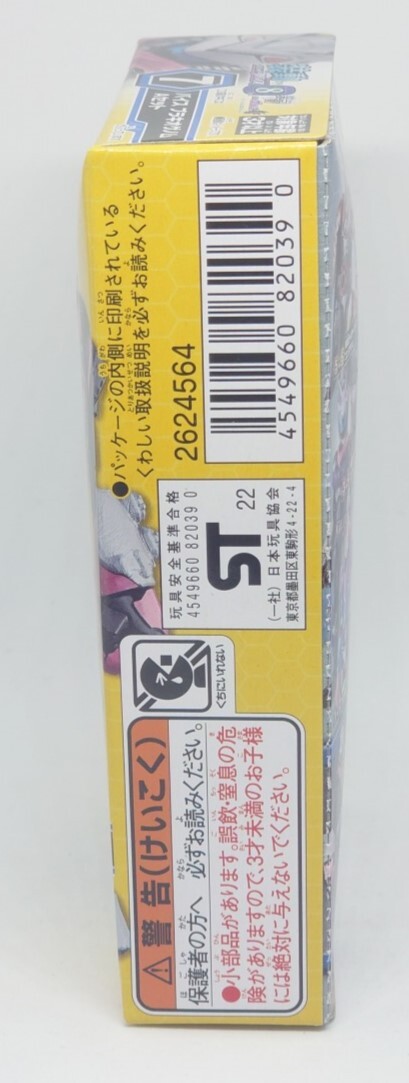 ●パッケージの内側に印刷されている
くわしい取扱説明を必ずお読みください。
2624564
4549660 82039 0
玩具安全基準合格
4549660 82039 0
ST 22
(一社) 日本玩具協会
東京都墨田区東駒形4-22-4
くちにいれない
警告(けいこく)
保護者の方へ 必ずお読みください。
●小部品があります。誤飲・窒息の危
険がありますので、3才未満のお子様
には絶対に与えないでください。
7